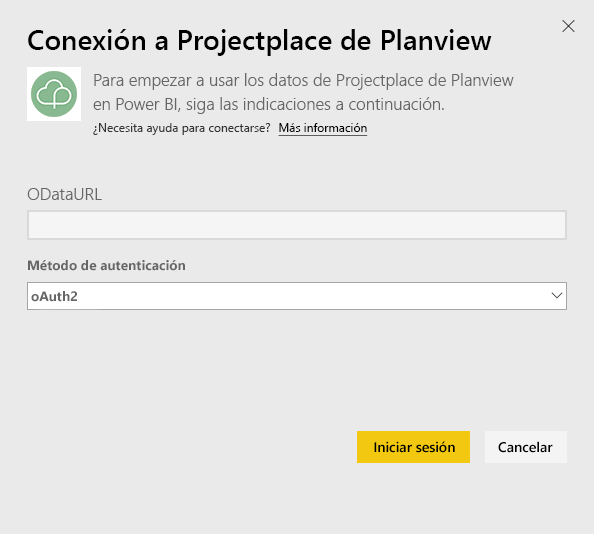 Conexión a Projectplace de Planview
Para empezar a usar los datos de Projectplace de Planview
en Power BI, siga las indicaciones a continuación.
¿Necesita ayuda para conectarse? Más información
ODataURL
Método de autenticación
oAuth2
Iniciar sesión Cancelar